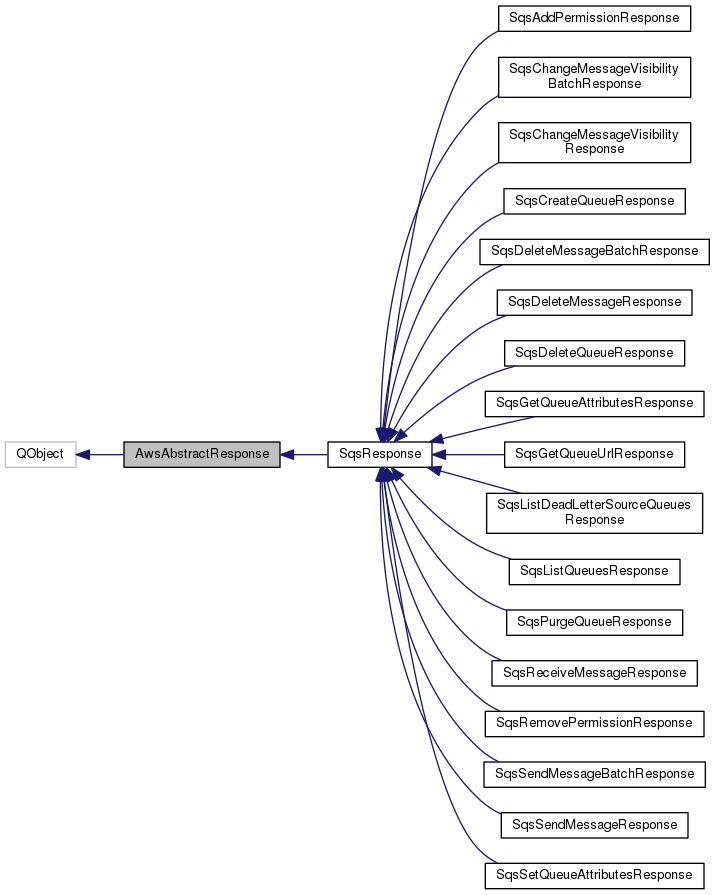 SqsAddPermissionResponse
SqsChangeMessageVisibility
BatchResponse
SqsChangeMessageVisibility
Response
SqsCreateQueueResponse
SqsDeleteMessageBatchResponse
SqsDeleteMessageResponse
SqsDeleteQueueResponse
SqsGetQueueAttributesResponse
QObject
AwsAbstractResponse
SqsResponse
SqsGetQueueUrlResponse
SqsListDeadLetterSourceQueues
Response
SqsListQueuesResponse
SqsPurgeQueueResponse
SqsReceiveMessageResponse
SqsRemovePermissionResponse
SqsSendMessageBatchResponse
SqsSendMessageResponse
SqsSetQueueAttributesResponse